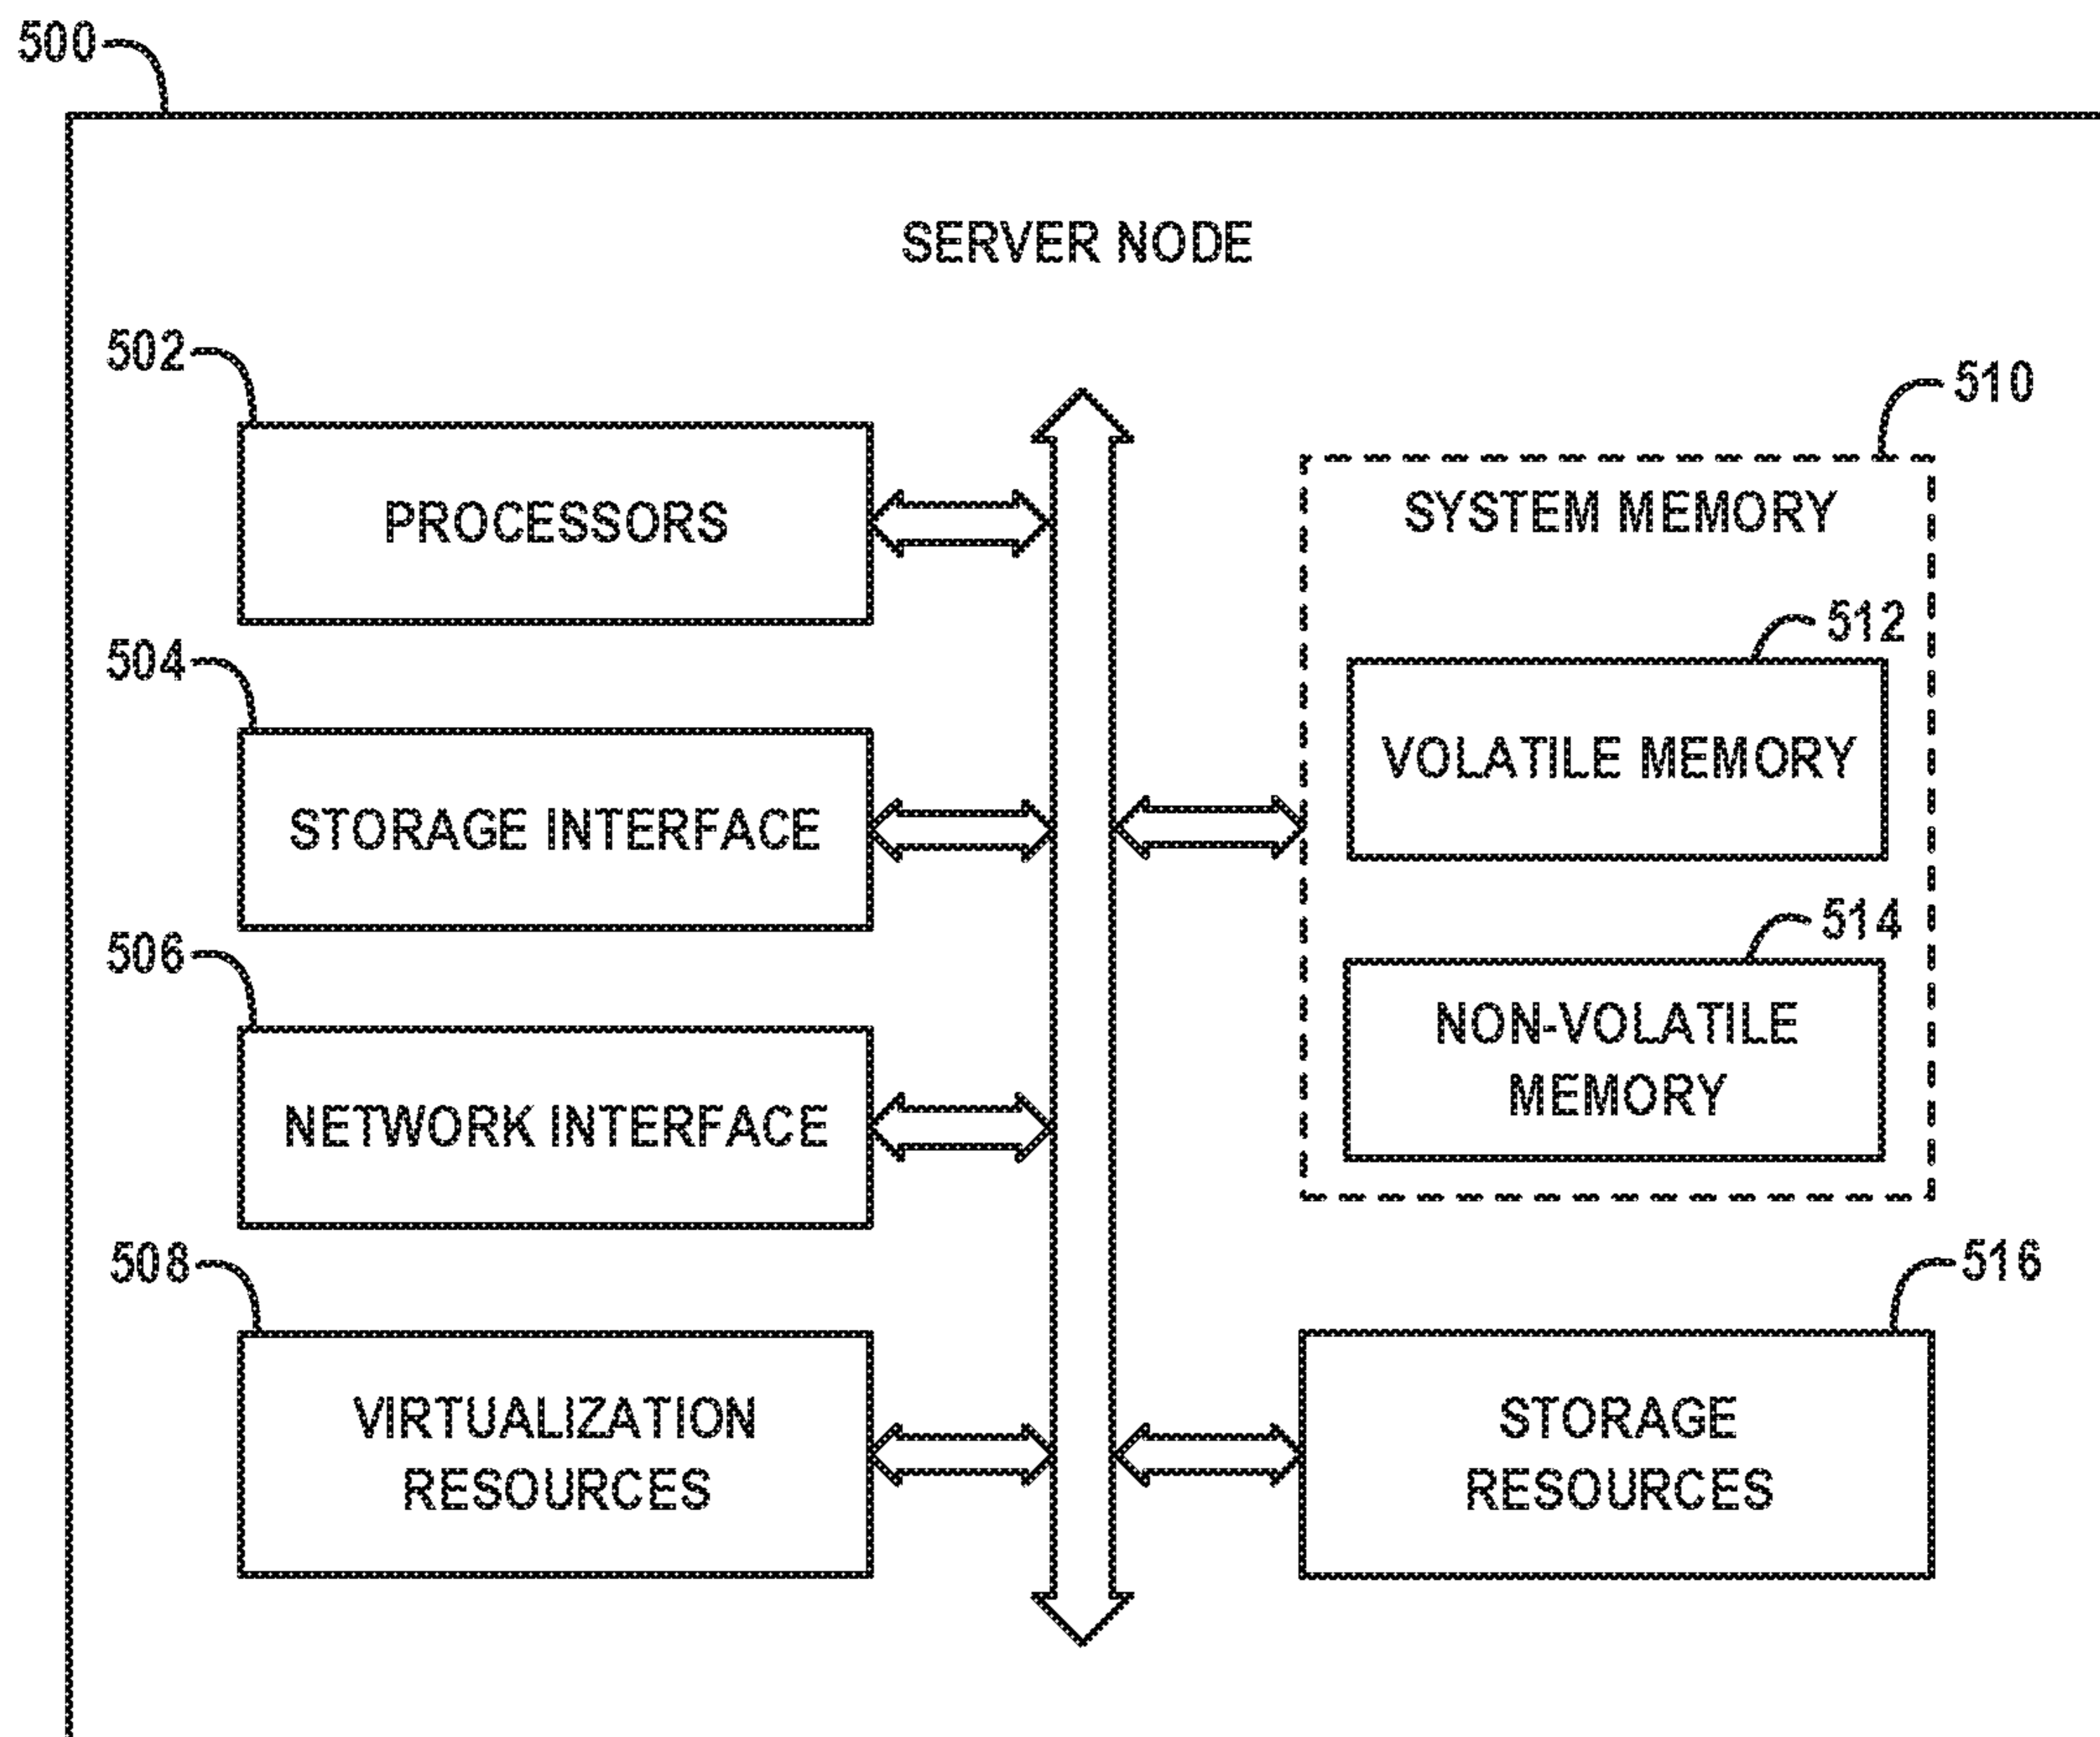 500
SERVER NODE
502
PROCESSORS
504
STORAGE INTERFACE
506
NETWORK INTERFACE
508
VIRTUALIZATION
RESOURCES
510
SYSTEM MEMORY
512
VOLATILE MEMORY
514
NON-VOLATILE
MEMORY
516
STORAGE
RESOURCES